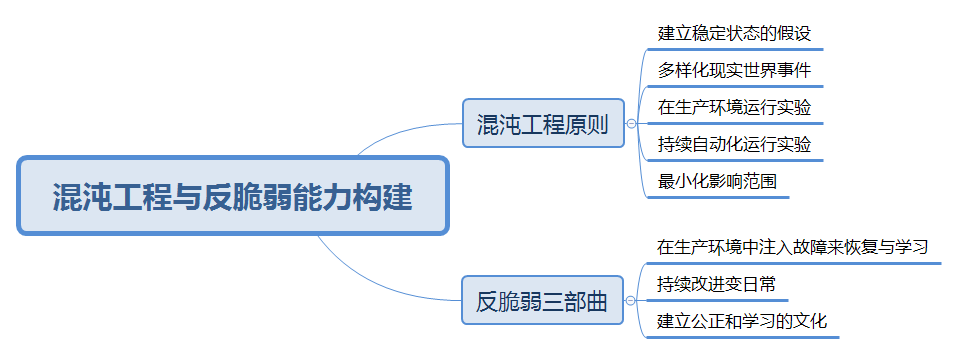 混沌工程与反脆弱能力构建
混沌工程原则
建立稳定状态的假设
多样化现实世界事件
在生产环境运行实验
持续自动化运行实验
最小化影响范围
反脆弱三部曲
在生产环境中注入故障来恢复与学习
持续改进变日常
建立公正和学习的文化